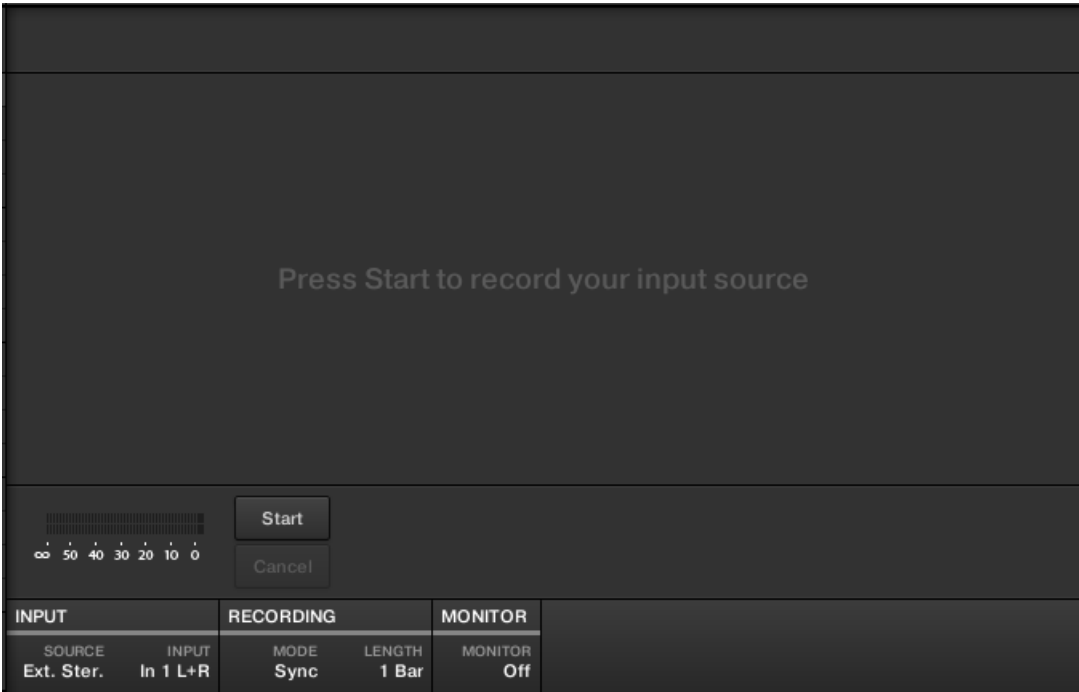 Press Start to record your input source
Start
∞ 50 40 30 20 10 0
Cancel
INPUT RECORDING MONITOR
SOURCE INPUT MODE LENGTH MONITOR
Ext. Ster. In 1 L+R Sync 1 Bar Off